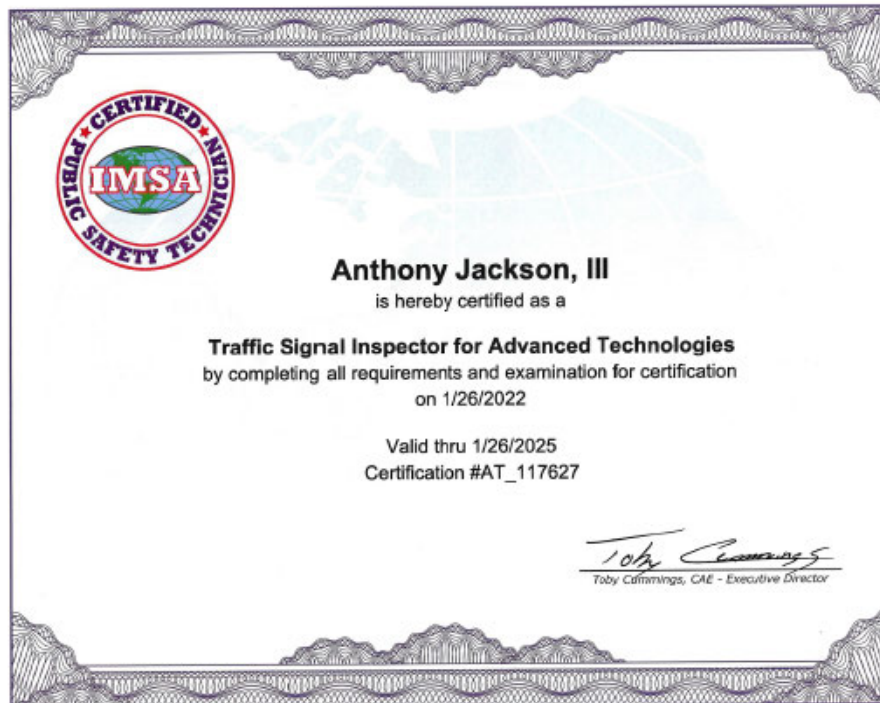 CERTIFIED
PUBLIC SAFETY TECHNICIAN
IMSA
Anthony Jackson, III
is hereby certified as a
Traffic Signal Inspector for Advanced Technologies
by completing all requirements and examination for certification
on 1/26/2022
Valid thru 1/26/2025
Certification #AT_117627
Toby Cummings
Toby Cummings, CAE - Executive Director